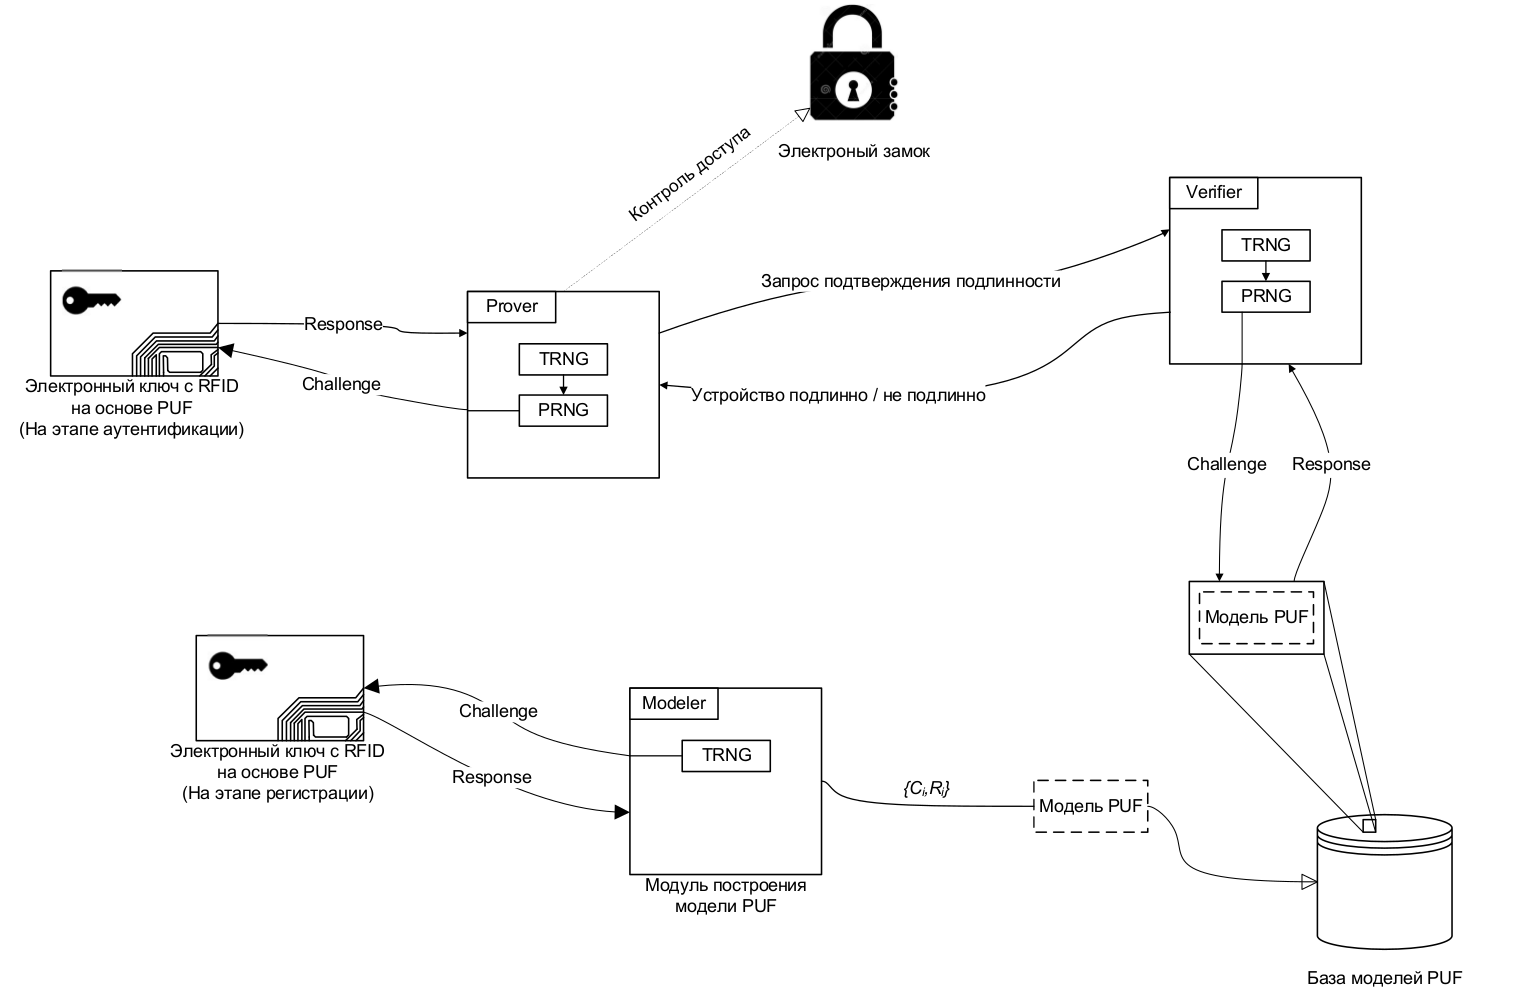 Электроный замок
Контроль доступа
Verifier
TRNG
PRNG
Запрос подтверждения подлинности
Prover
TRNG
PRNG
Response
Challenge
Устройство подлинно / не подлинно
Электронный ключ с RFID
на основе PUF
(На этапе аутентификации)
Challenge
Response
Модель PUF
Modeler
TRNG
Challenge
Response
Электронный ключ с RFID
на основе PUF
(На этапе регистрации)
{Ci,Ri}
Модель PUF
Модуль построения
модели PUF
База моделей PUF